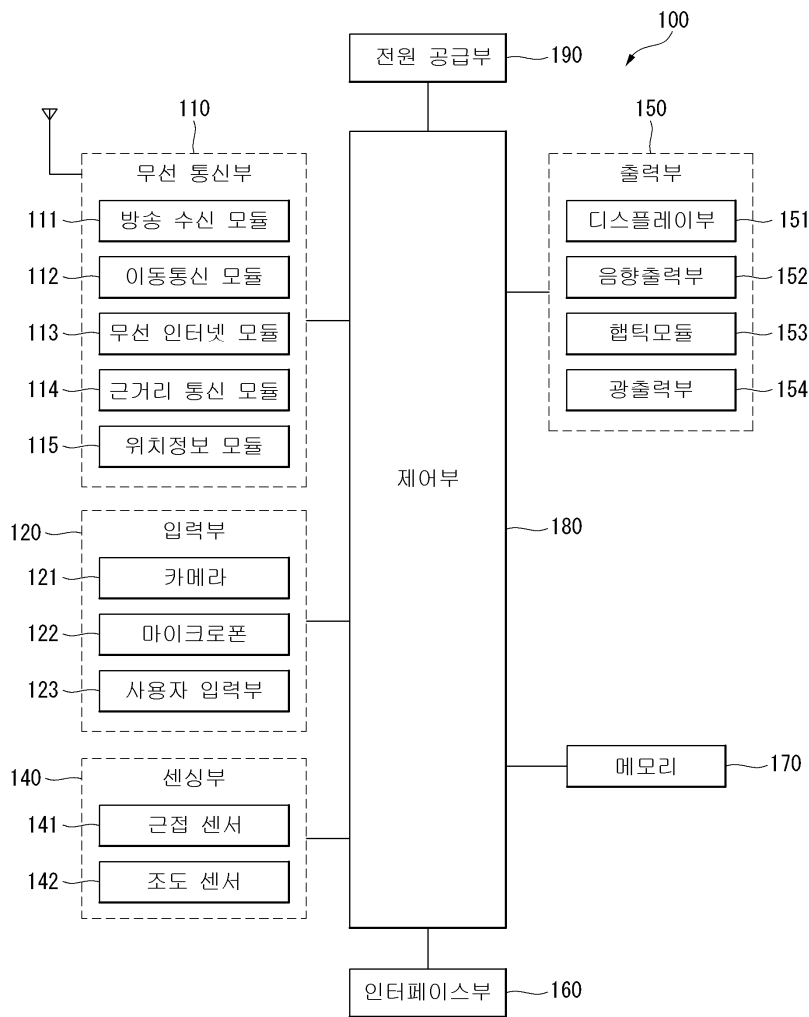 100
전원 공급부 190
110
무선 통신부
111 방송 수신 모듈
112 이동통신 모듈
113 무선 인터넷 모듈
114 근거리 통신 모듈
115 위치정보 모듈
120 입력부
121 카메라
122 마이크로폰
123 사용자 입력부
140 센싱부
141 근접 센서
142 조도 센서
제어부
180
150
출력부
디스플레이부 151
음향출력부 152
햅틱모듈 153
광출력부 154
메모리 170
인터페이스부 160